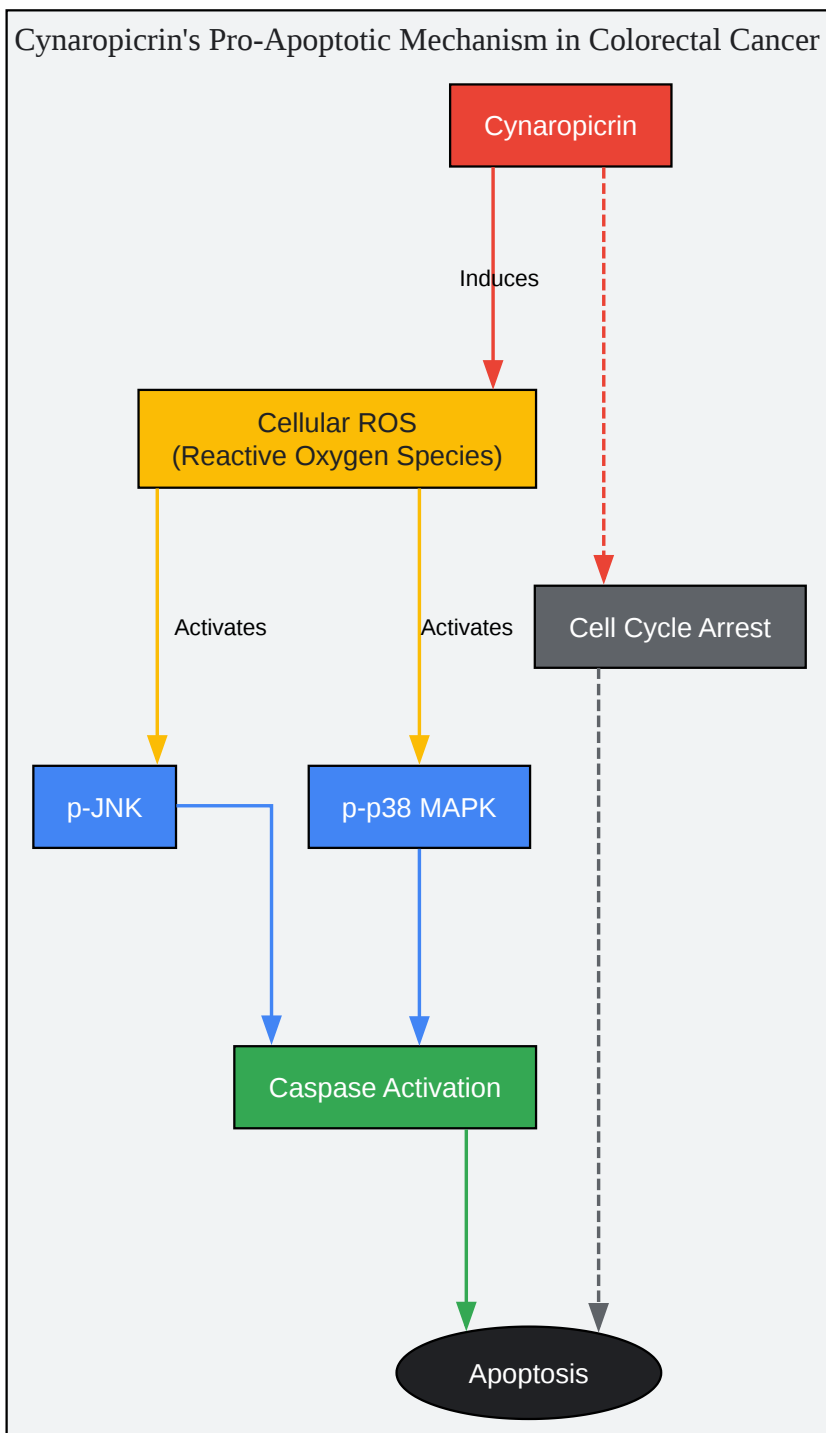 Cynaropicrin's Pro-Apoptotic Mechanism in Colorectal Cancer
Cynaropicrin
Induces
Cellular ROS
(Reactive Oxygen Species)
Activates
Activates
Cell Cycle Arrest
p-JNK
p-p38 MAPK
Caspase Activation
Apoptosis